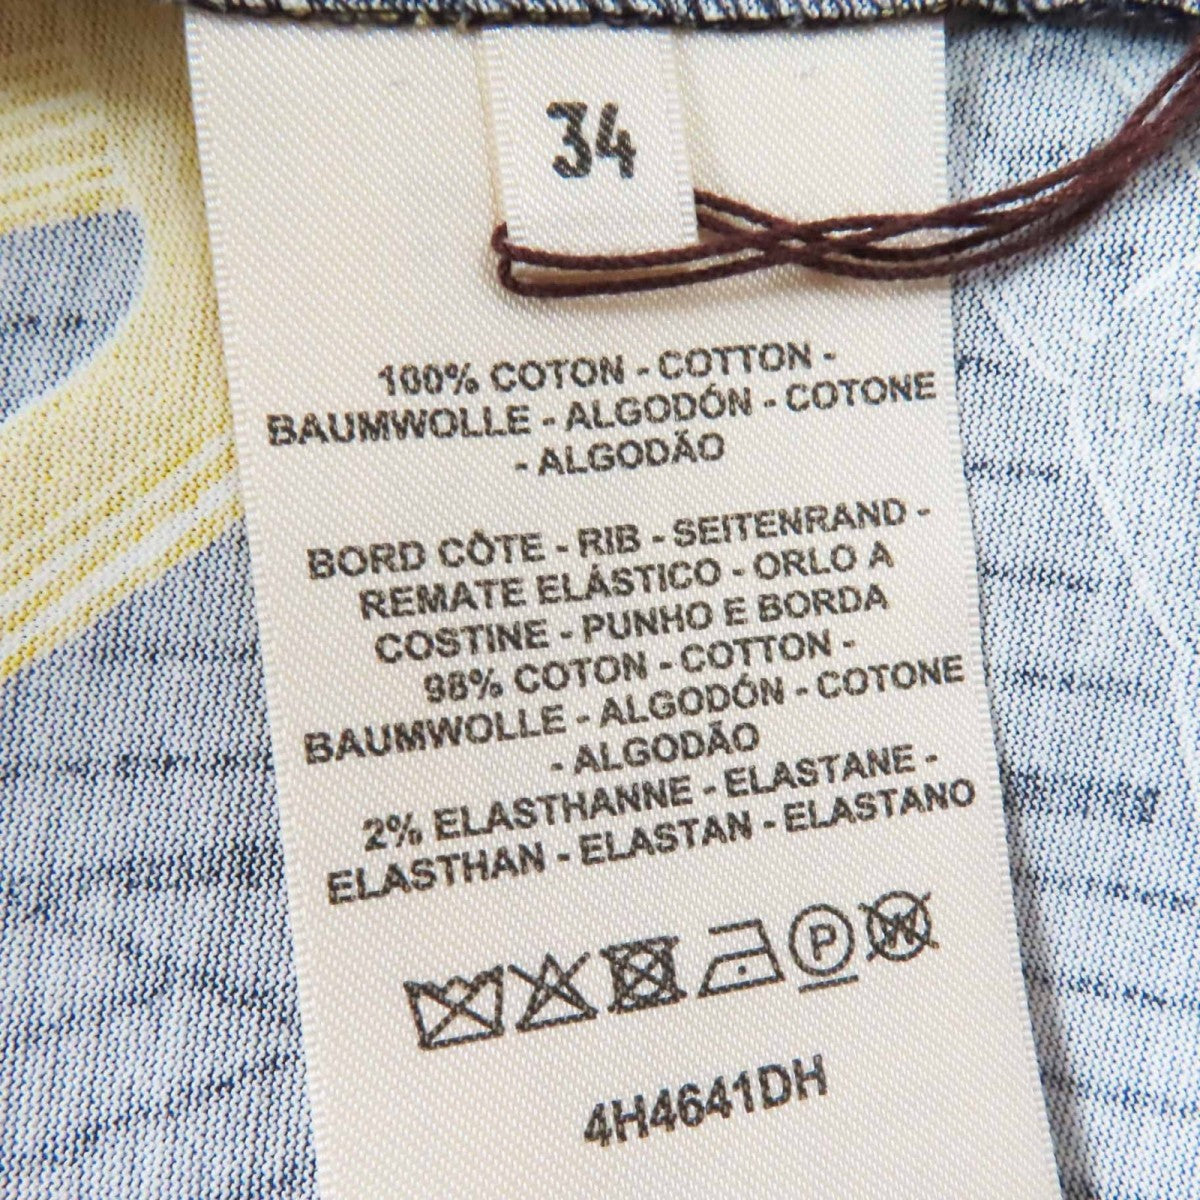 34
100% COTON - COTTON -
BAUMWOLLE - ALGODÓN - COTONE
- ALGODÃO
BORD CÔTE - RIB - SEITENRAND -
REMATE ELÁSTICO - ORLO A
COSTINE - PUNHO E BORDA
98% COTON - COTTON -
BAUMWOLLE - ALGODÓN - COTONE
- ALGODÃO
2% ELASTHANNE - ELASTANE -
ELASTHAN - ELASTAN - ELASTANO
P W
4H4641DH